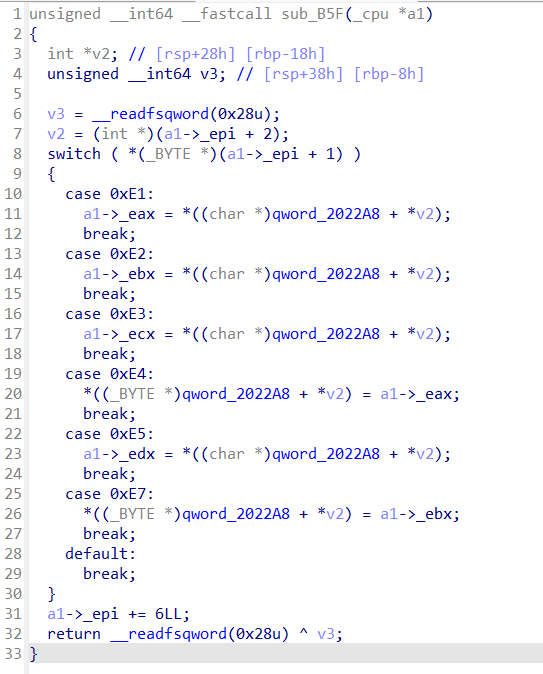 1 unsigned __int64 __fastcall sub_B5F(_cpu *a1)
2 {
3   int *v2; // [rsp+28h] [rbp-18h]
4   unsigned __int64 v3; // [rsp+38h] [rbp-8h]
5
6   v3 = __readfsqword(0x28u);
7   v2 = (int *)(a1->_epi + 2);
8   switch ( *(_BYTE *)(a1->_epi + 1) )
9   {
10     case 0xE1:
11       a1->_eax = *((char *)qword_2022A8 + *v2);
12       break;
13     case 0xE2:
14       a1->_ebx = *((char *)qword_2022A8 + *v2);
15       break;
16     case 0xE3:
17       a1->_ecx = *((char *)qword_2022A8 + *v2);
18       break;
19     case 0xE4:
20       *((_BYTE *)qword_2022A8 + *v2) = a1->_eax;
21       break;
22     case 0xE5:
23       a1->_edx = *((char *)qword_2022A8 + *v2);
24       break;
25     case 0xE7:
26       *((_BYTE *)qword_2022A8 + *v2) = a1->_ebx;
27       break;
28     default:
29       break;
30   }
31   a1->_epi += 6LL;
32   return __readfsqword(0x28u) ^ v3;
33 }